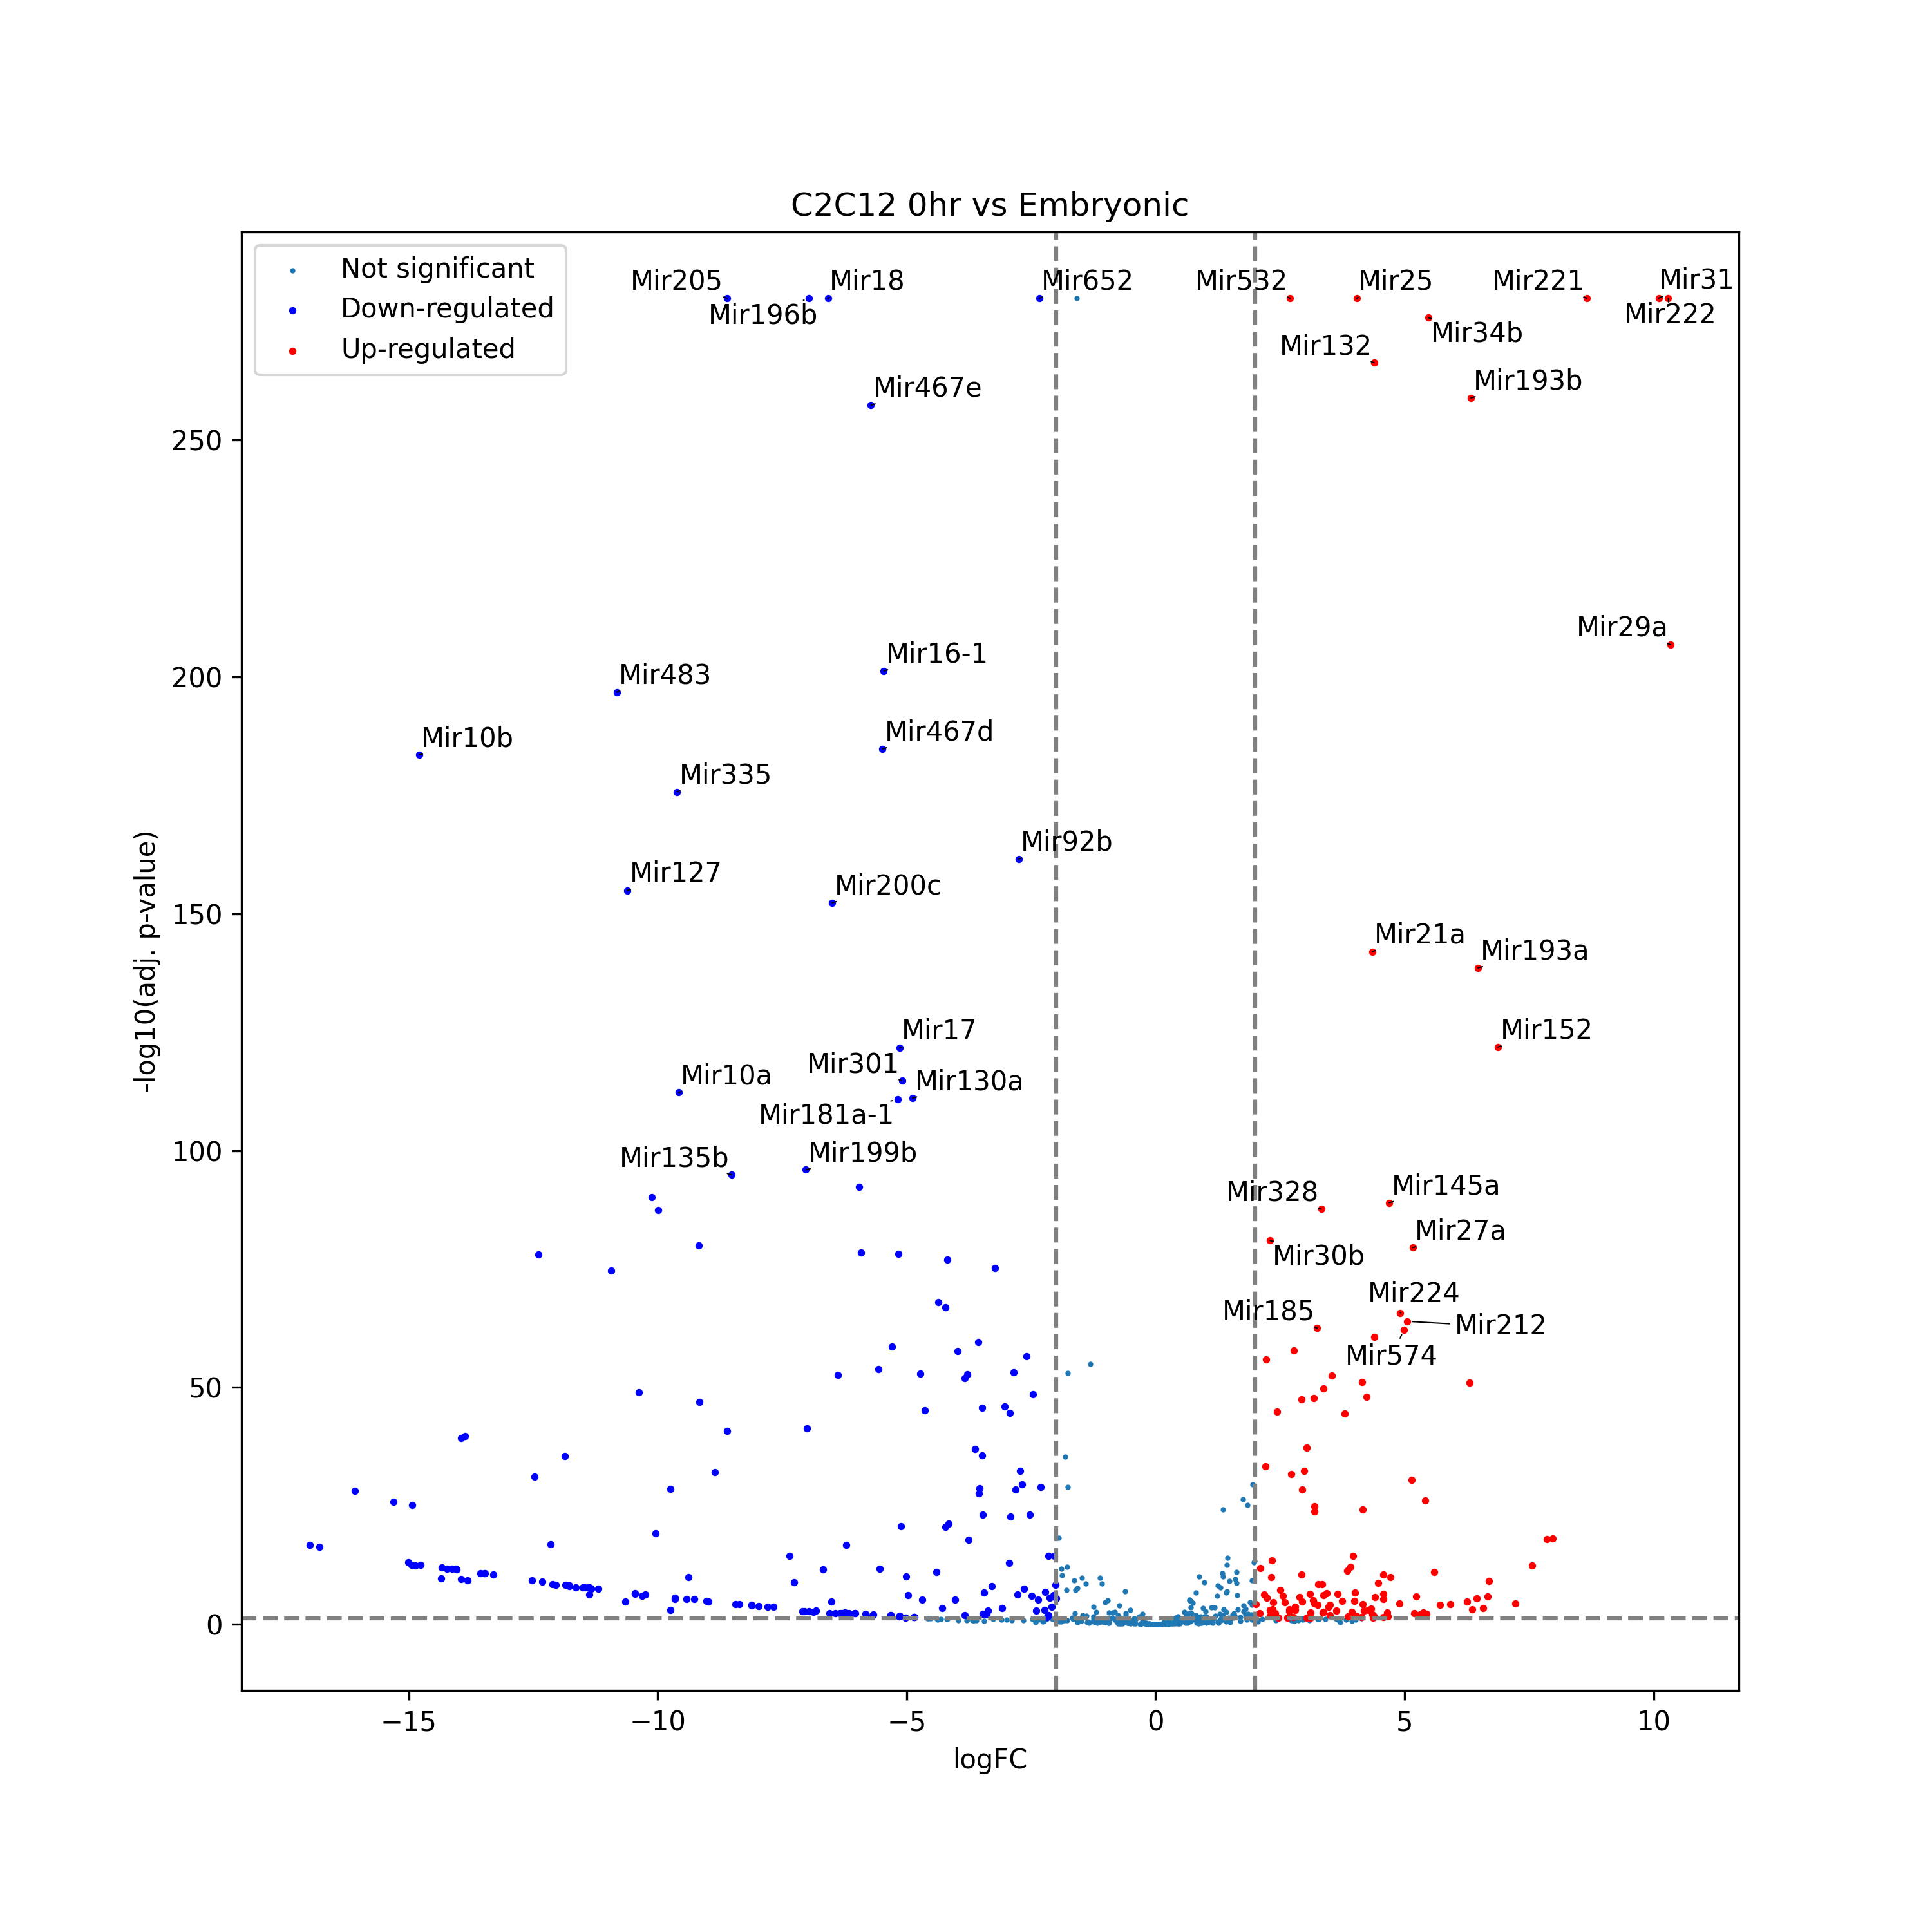 C2C12 0hr vs Embryonic
Not significant
Down-regulated
Up-regulated
Mir205
Mir18
Mir652
Mir532
Mir25
Mir221
Mir31
Mir196b
Mir222
Mir34b
Mir132
Mir193b
Mir467e
Mir29a
Mir16-1
Mir483
Mir467d
Mir10b
Mir335
Mir92b
Mir127
Mir200c
Mir21a
Mir193a
Mir17
Mir152
Mir301
Mir10a
Mir130a
Mir181a-1
Mir199b
Mir135b
Mir328
Mir145a
Mir27a
Mir30b
Mir224
Mir185
Mir212
Mir574
250
200
150
100
50
0
-log10(adj. p-value)
−15
−10
−5
0
5
10
logFC